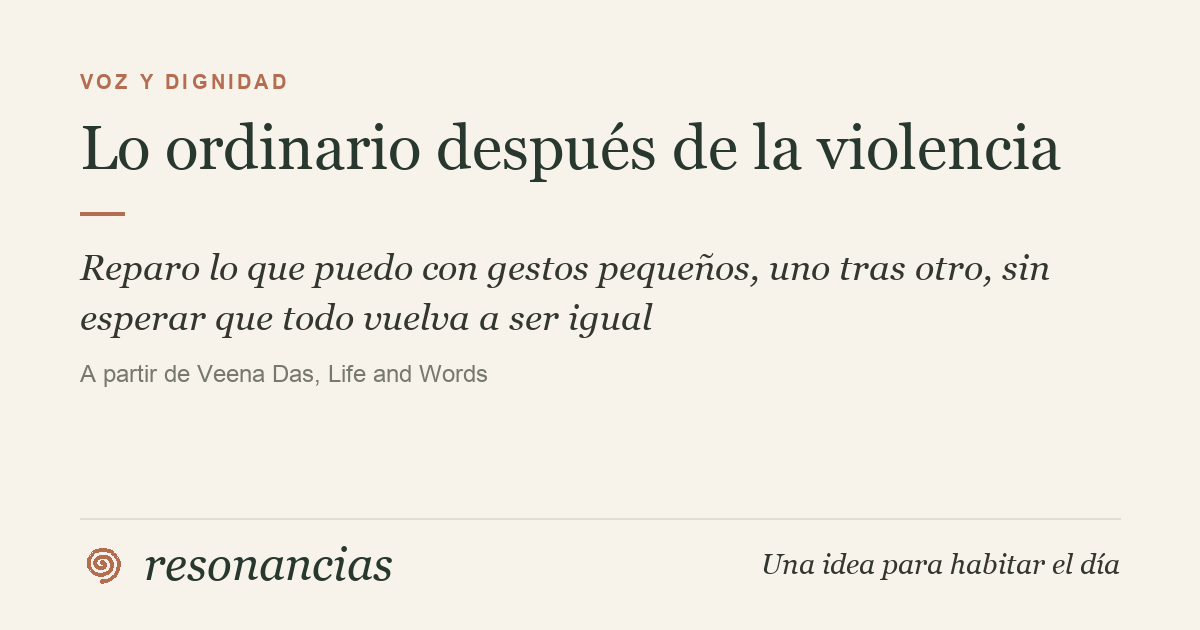 VOZ Y DIGNIDAD
Lo ordinario después de la violencia
Reparo lo que puedo con gestos pequeños, uno tras otro, sin
esperar que todo vuelva a ser igual
A partir de Veena Das, Life and Words
resonancias
Una idea para habitar el día